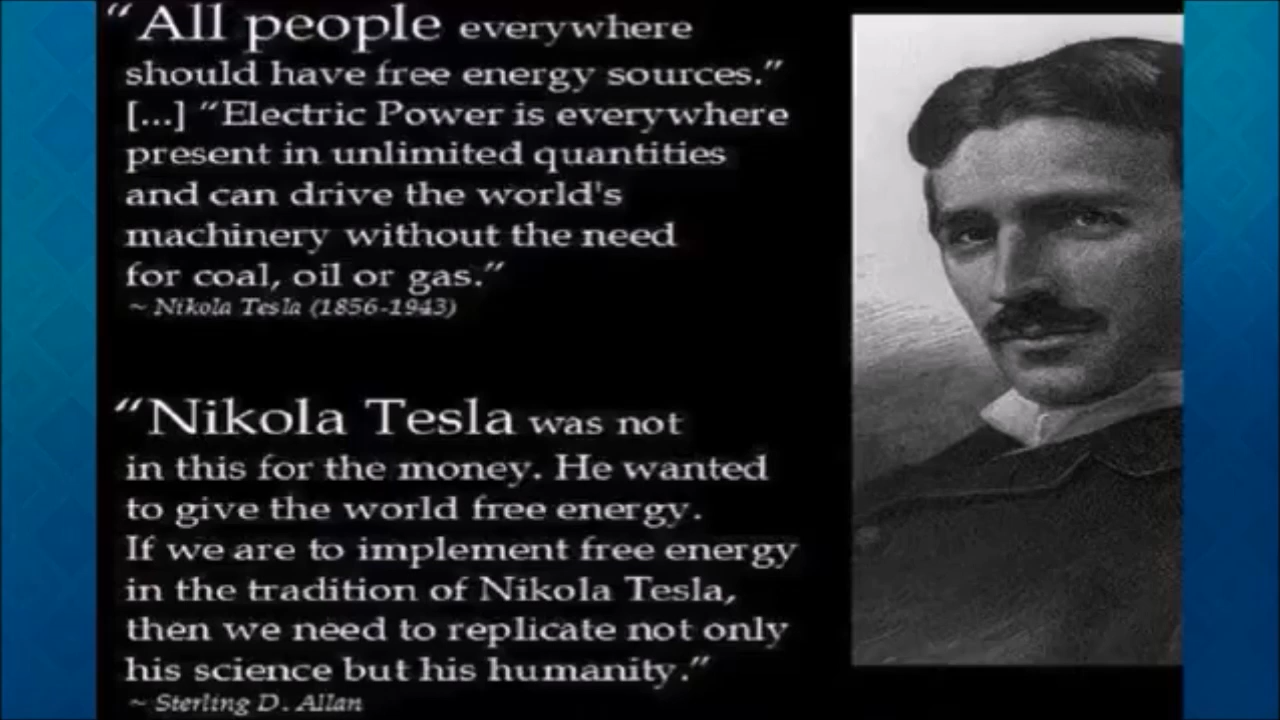 “All people everywhere
should have free energy sources.”
[...] “Electric Power is everywhere
present in unlimited quantities
and can drive the world's
machinery without the need
for coal, oil or gas.”
~ Nikola Tesla (1856-1943)
“Nikola Tesla was not
in this for the money. He wanted
to give the world free energy.
If we are to implement free energy
in the tradition of Nikola Tesla,
then we need to replicate not only
his science but his humanity.”
~ Sterling D. Allan